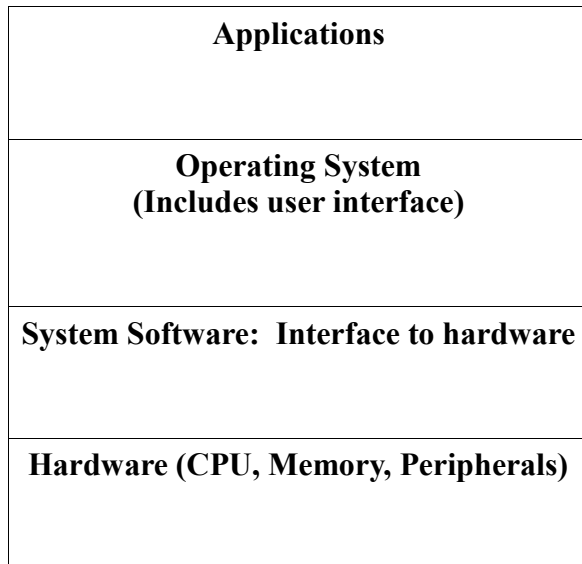 Applications
Operating System
(Includes user interface)
System Software:  Interface to hardware
Hardware (CPU, Memory, Peripherals)